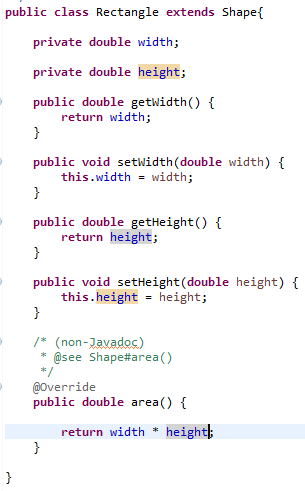 public class Rectangle extends Shape{
private double width;
private double height;
public double getWidth() {
return width;
}
public void setWidth(double width) {
this.width = width;
}
public double getHeight() {
return height;
}
public void setHeight(double height) {
this.height = height;
}
/* (non-Javadoc)
* @see Shape#area()
*/
@Override
public double area() {
return width * height;
}
}